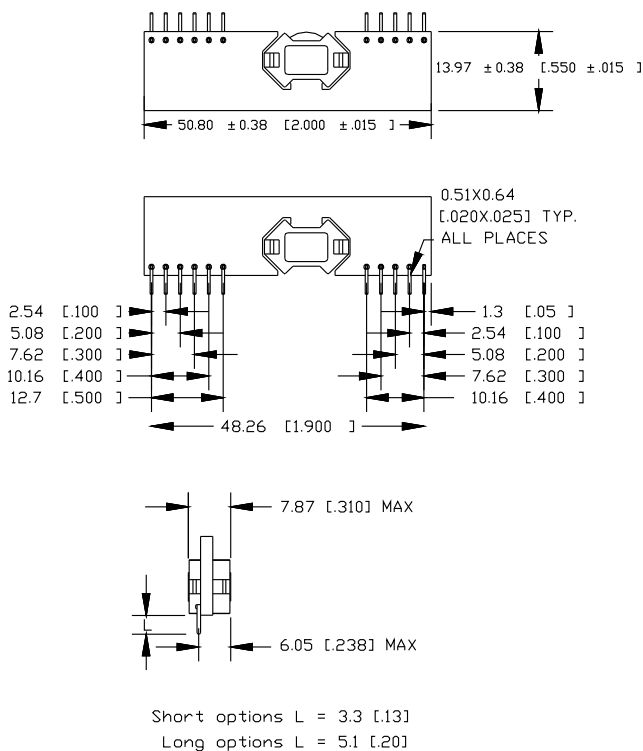 13.97 ±0.38 [.550 ±.015]
50.80 ±0.38 [2.000 ±.015]
0.51X0.64
[.020X.025] TYP.
ALL PLACES
2.54 [.100]
1.3 [.05]
5.08 [.200]
2.54 [.100]
7.62 [.300]
5.08 [.200]
10.16 [.400]
7.62 [.300]
12.7 [.500]
10.16 [.400]
48.26 [1.900]
7.87 [.310] MAX
L
6.05 [.238] MAX
Short options L = 3.3 [.13]
Long options L = 5.1 [.20]